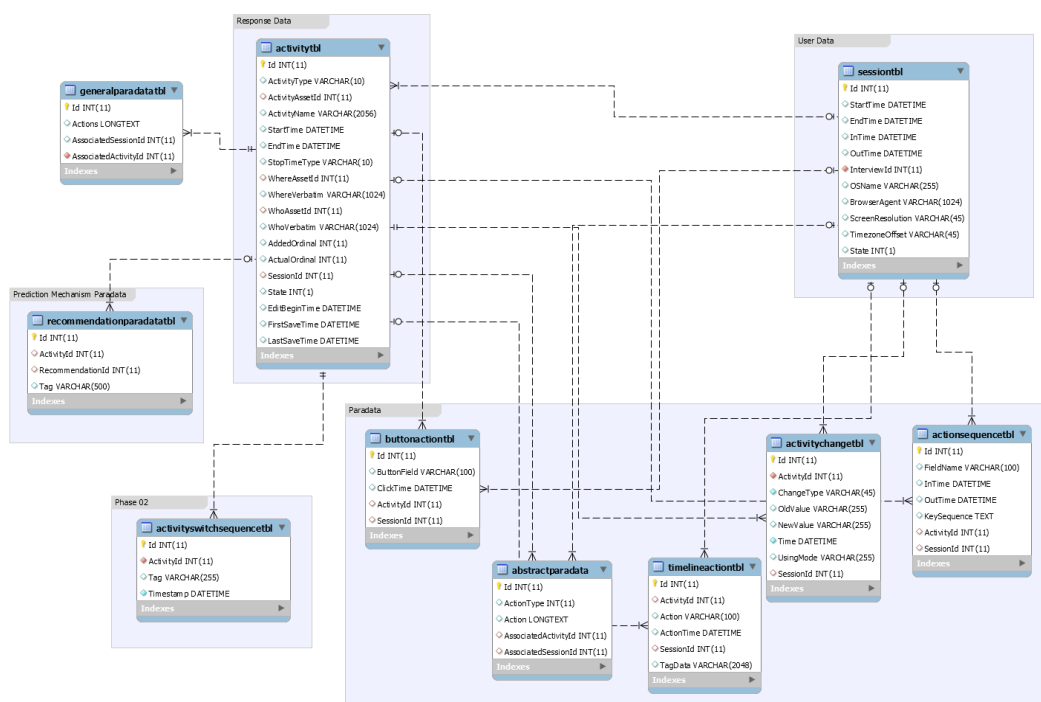 Response Data
activitytbl
Id INT(11)
ActivityType VARCHAR(10)
ActivityAssetId INT(11)
ActivityName VARCHAR(2056)
StartTime DATETIME
EndTime DATETIME
StopTimeType VARCHAR(10)
WhereAssetId INT(11)
WhereVerbatim VARCHAR(1024)
WhoAssetId INT(11)
WhoVerbatim VARCHAR(1024)
AddedOrdinal INT(11)
ActualOrdinal INT(11)
SessionId INT(11)
State INT(1)
EditBeginTime DATETIME
FirstSaveTime DATETIME
LastSaveTime DATETIME
Indexes
User Data
sessiontbl
Id INT(11)
StartTime DATETIME
EndTime DATETIME
InTime DATETIME
OutTime DATETIME
InterviewId INT(11)
OSName VARCHAR(255)
BrowserAgent VARCHAR(1024)
ScreenResolution VARCHAR(45)
TimezoneOffset VARCHAR(45)
State INT(1)
Indexes
generalparadatatbl
Id INT(11)
Actions LONGTEXT
AssociatedSessionId INT(11)
AssociatedActivityId INT(11)
Indexes
Prediction Mechanism Paradata
recommendationparadatatbl
Id INT(11)
ActivityId INT(11)
RecommendationId INT(11)
Tag VARCHAR(500)
Indexes
Phase 02
activityswitchsequencetbl
Id INT(11)
ActivityId INT(11)
Tag VARCHAR(255)
Timestamp DATETIME
Indexes
Paradata
buttonactiontbl
Id INT(11)
ButtonField VARCHAR(100)
ClickTime DATETIME
ActivityId INT(11)
SessionId INT(11)
Indexes
abstractparadata
Id INT(11)
ActionType INT(11)
Action LONGTEXT
AssociatedActivityId INT(11)
AssociatedSessionId INT(11)
Indexes
timelineactiontbl
Id INT(11)
ActivityId INT(11)
Action VARCHAR(100)
ActionTime DATETIME
SessionId INT(11)
TagData VARCHAR(2048)
Indexes
activitychangetbl
Id INT(11)
ActivityId INT(11)
ChangeType VARCHAR(45)
OldValue VARCHAR(255)
NewValue VARCHAR(255)
Time DATETIME
UsingMode VARCHAR(255)
SessionId INT(11)
Indexes
actionsequencetbl
Id INT(11)
FieldName VARCHAR(100)
InTime DATETIME
OutTime DATETIME
KeySequence TEXT
ActivityId INT(11)
SessionId INT(11)
Indexes